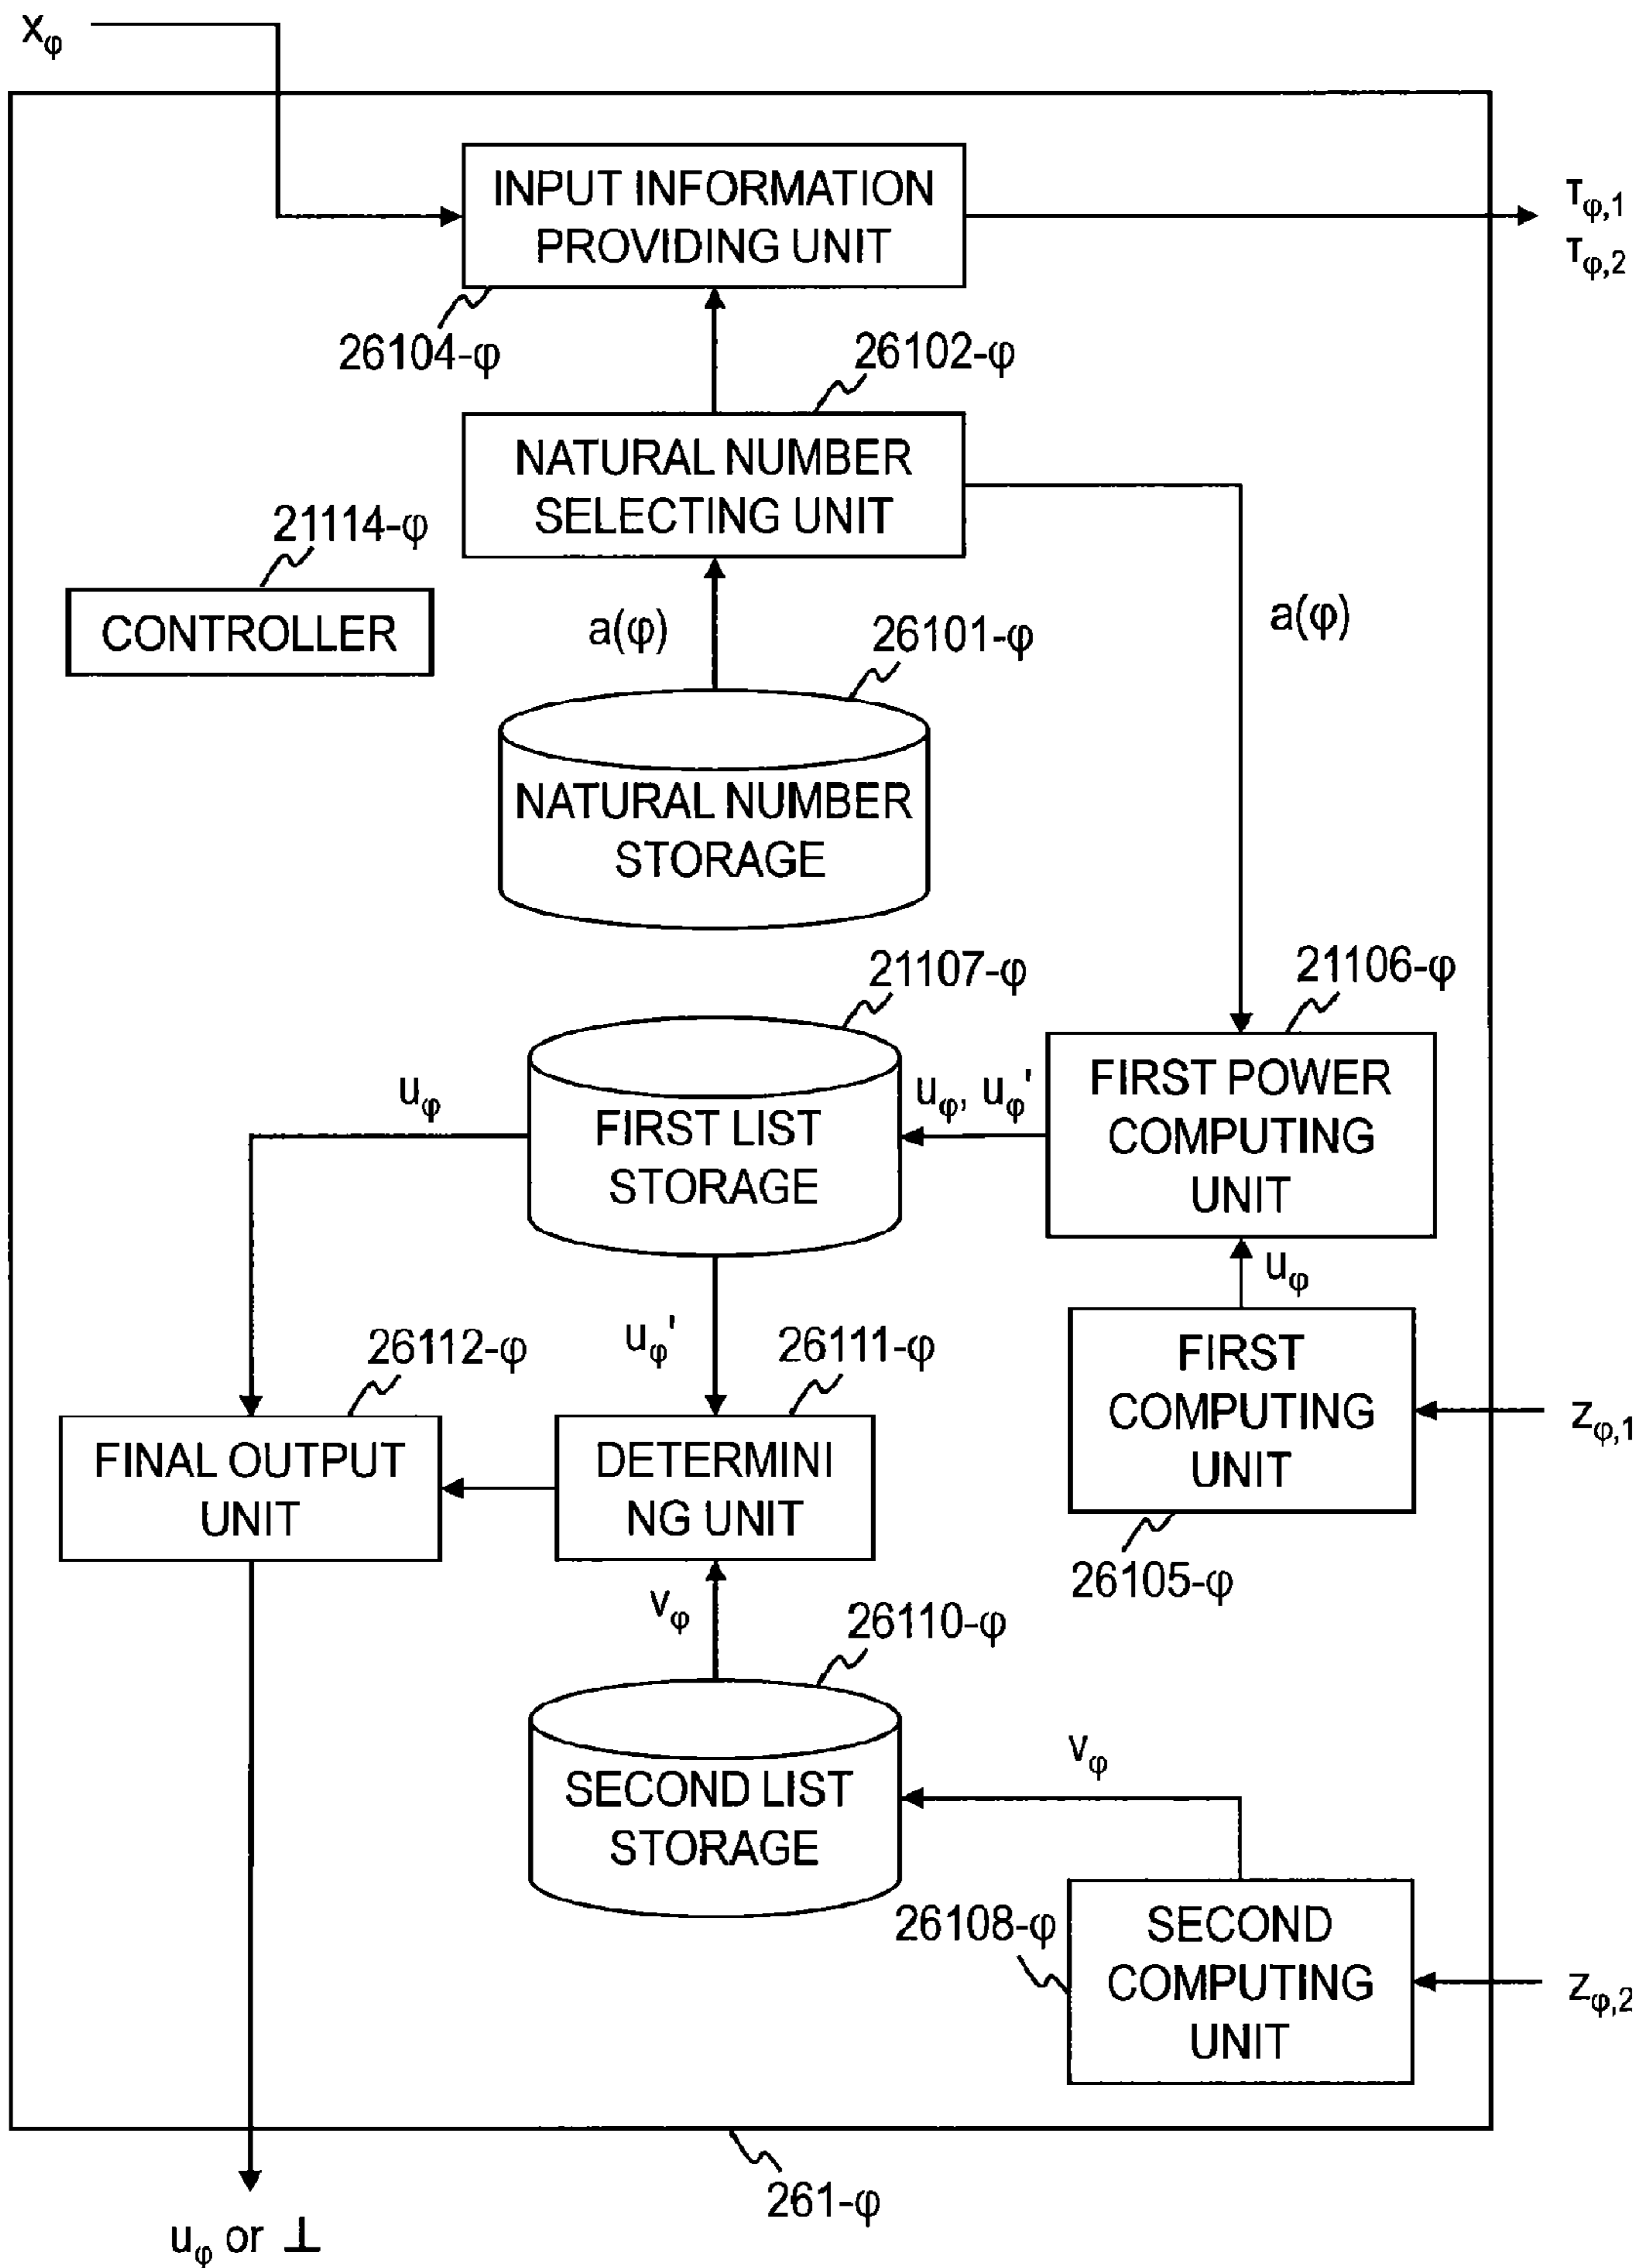 xφ
INPUT INFORMATION
PROVIDING UNIT
τφ,1
τφ,2
26104-φ
26102-φ
NATURAL NUMBER
SELECTING UNIT
21114-φ
CONTROLLER
a(φ)
26101-φ
a(φ)
NATURAL NUMBER
STORAGE
21107-φ
21106-φ
uφ
FIRST LIST
STORAGE
uφ, uφ'
FIRST POWER
COMPUTING
UNIT
uφ
26112-φ
uφ'
26111-φ
FIRST
COMPUTING
UNIT
zφ,1
FINAL OUTPUT
UNIT
DETERMINI
NG UNIT
26105-φ
vφ
26110-φ
SECOND LIST
STORAGE
vφ
26108-φ
SECOND
COMPUTING
UNIT
zφ,2
261-φ
uφ or ⊥